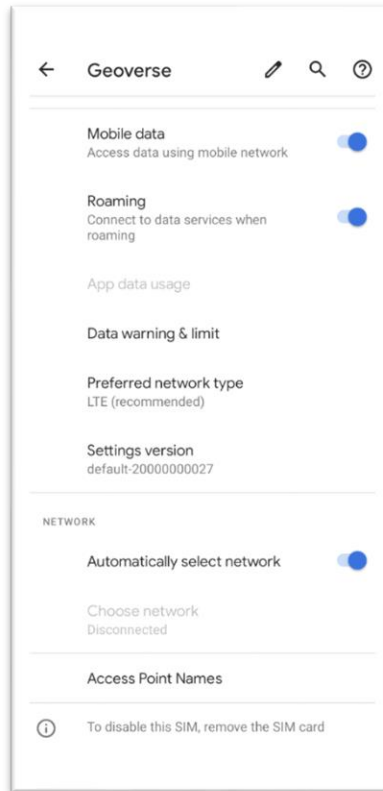 Geoverse
Mobile data
Access data using mobile network
Roaming
Connect to data services when
roaming
App data usage
Data warning & limit
Preferred network type
LTE (recommended)
Settings version
default-20000000027
NETWORK
Automatically select network
Choose network
Disconnected
Access Point Names
To disable this SIM, remove the SIM card